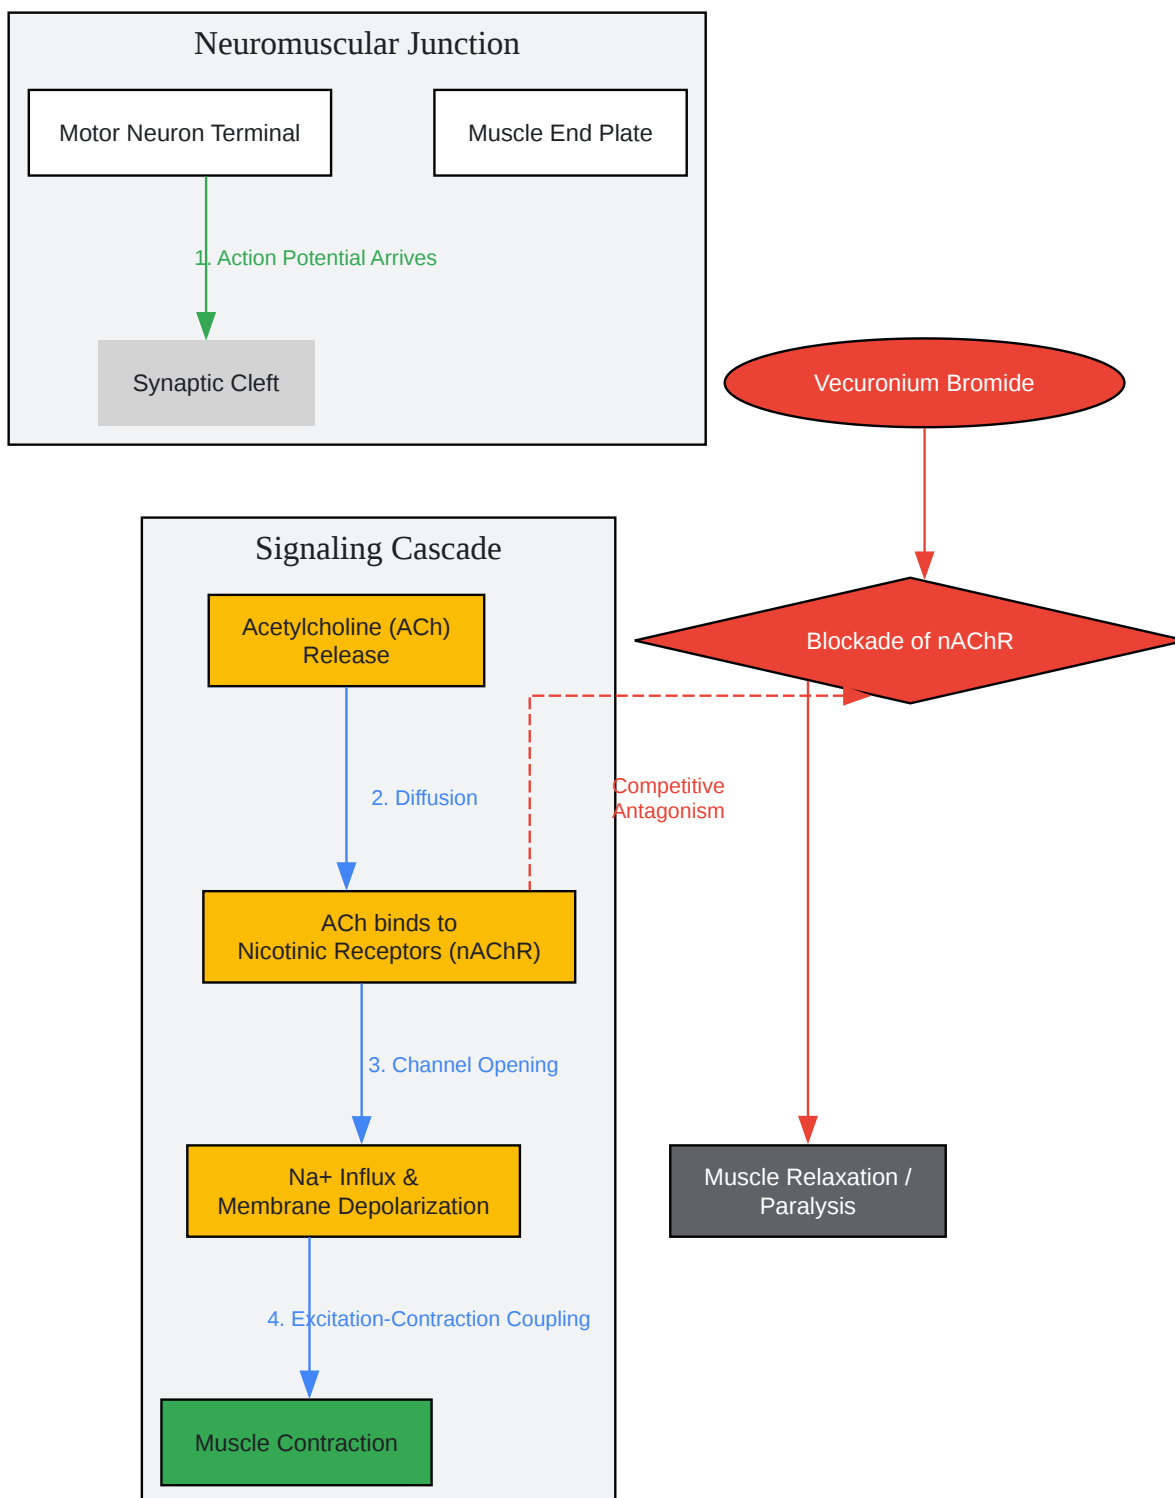 Neuromuscular Junction
Motor Neuron Terminal
Muscle End Plate
1. Action Potential Arrives
Synaptic Cleft
Vecuronium Bromide
Signaling Cascade
Acetylcholine (ACh)
Release
Blockade of nAChR
2. Diffusion
Competitive
Antagonism
ACh binds to
Nicotinic Receptors (nAChR)
3. Channel Opening
Na+ Influx &
Membrane Depolarization
Muscle Relaxation /
Paralysis
4. Excitation-Contraction Coupling
Muscle Contraction